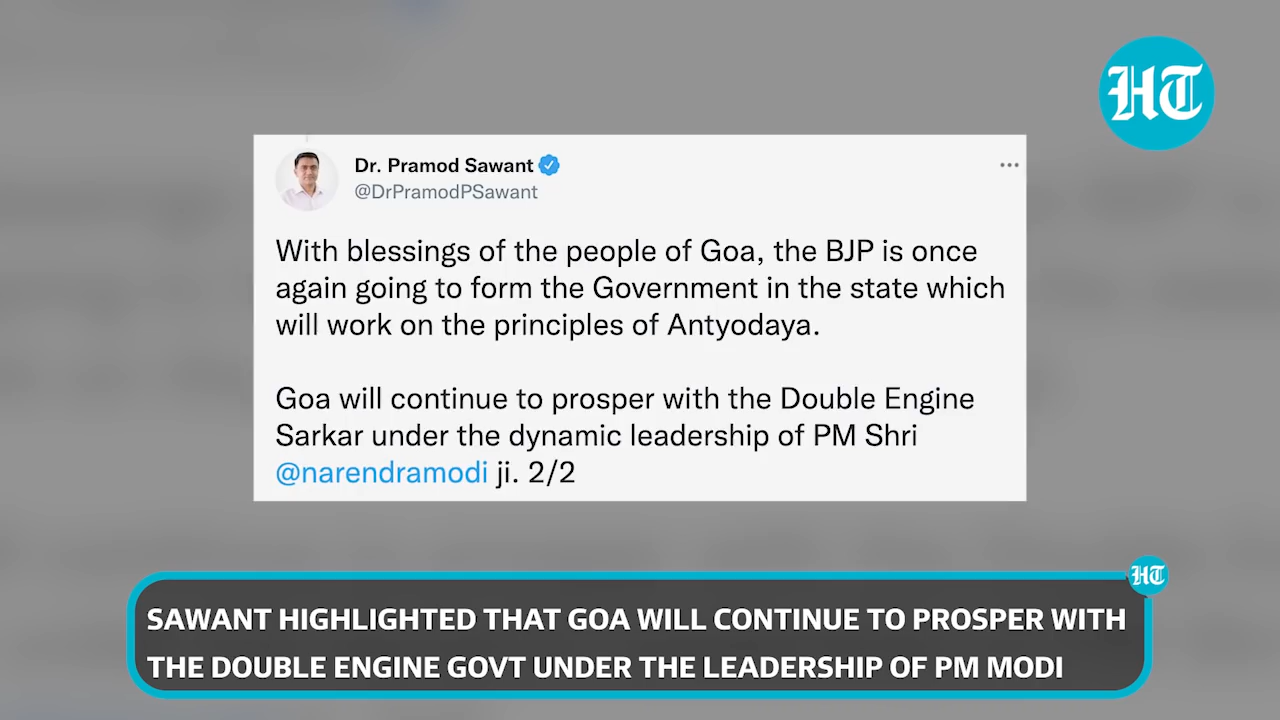 HT
Dr. Pramod Sawant
@DrPramodPSawant
With blessings of the people of Goa, the BJP is once
again going to form the Government in the state which
will work on the principles of Antyodaya.
Goa will continue to prosper with the Double Engine
Sarkar under the dynamic leadership of PM Shri
@narendramodi ji. 2/2
HT
SAWANT HIGHLIGHTED THAT GOA WILL CONTINUE TO PROSPER WITH
THE DOUBLE ENGINE GOVT UNDER THE LEADERSHIP OF PM MODI